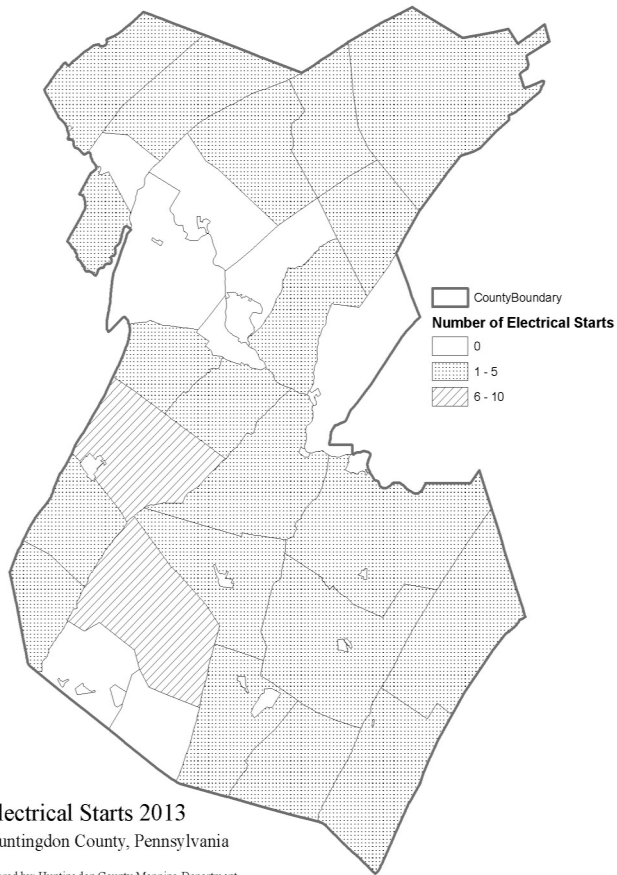 CountyBoundary
Number of Electrical Starts
0
1 - 5
6 - 10
lectrical Starts 2013
untingdon County, Pennsylvania